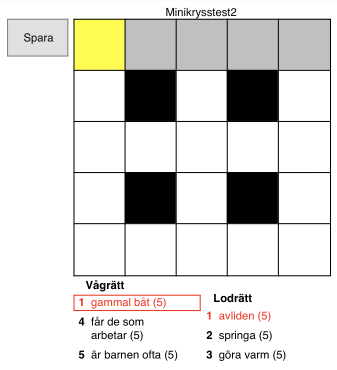 Minikrysstest2
Spara
Vågrätt
1 gammal båt (5)
4 får de som
arbetar (5)
5 är barnen ofta (5)
Lodrätt
1 avliden (5)
2 springa (5)
3 göra varm (5)